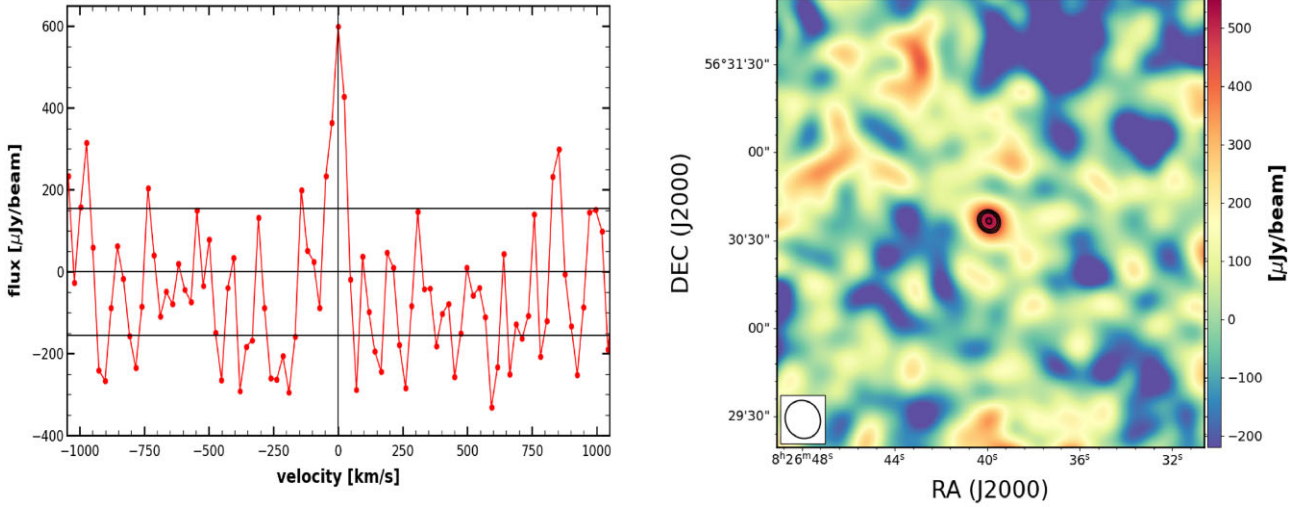 600
400
200
0
−200
−400
flux [μJy/beam]
−1000 −750 −500 −250 0 250 500 750 1000
velocity [km/s]
DEC (J2000)
56°31'30"
00"
30'30"
00"
29'30"
8ʰ26ᵐ48ˢ 44ˢ 40ˢ 36ˢ 32ˢ
RA (J2000)
500
400
300
200
100
0
−100
−200
[μJy/beam]